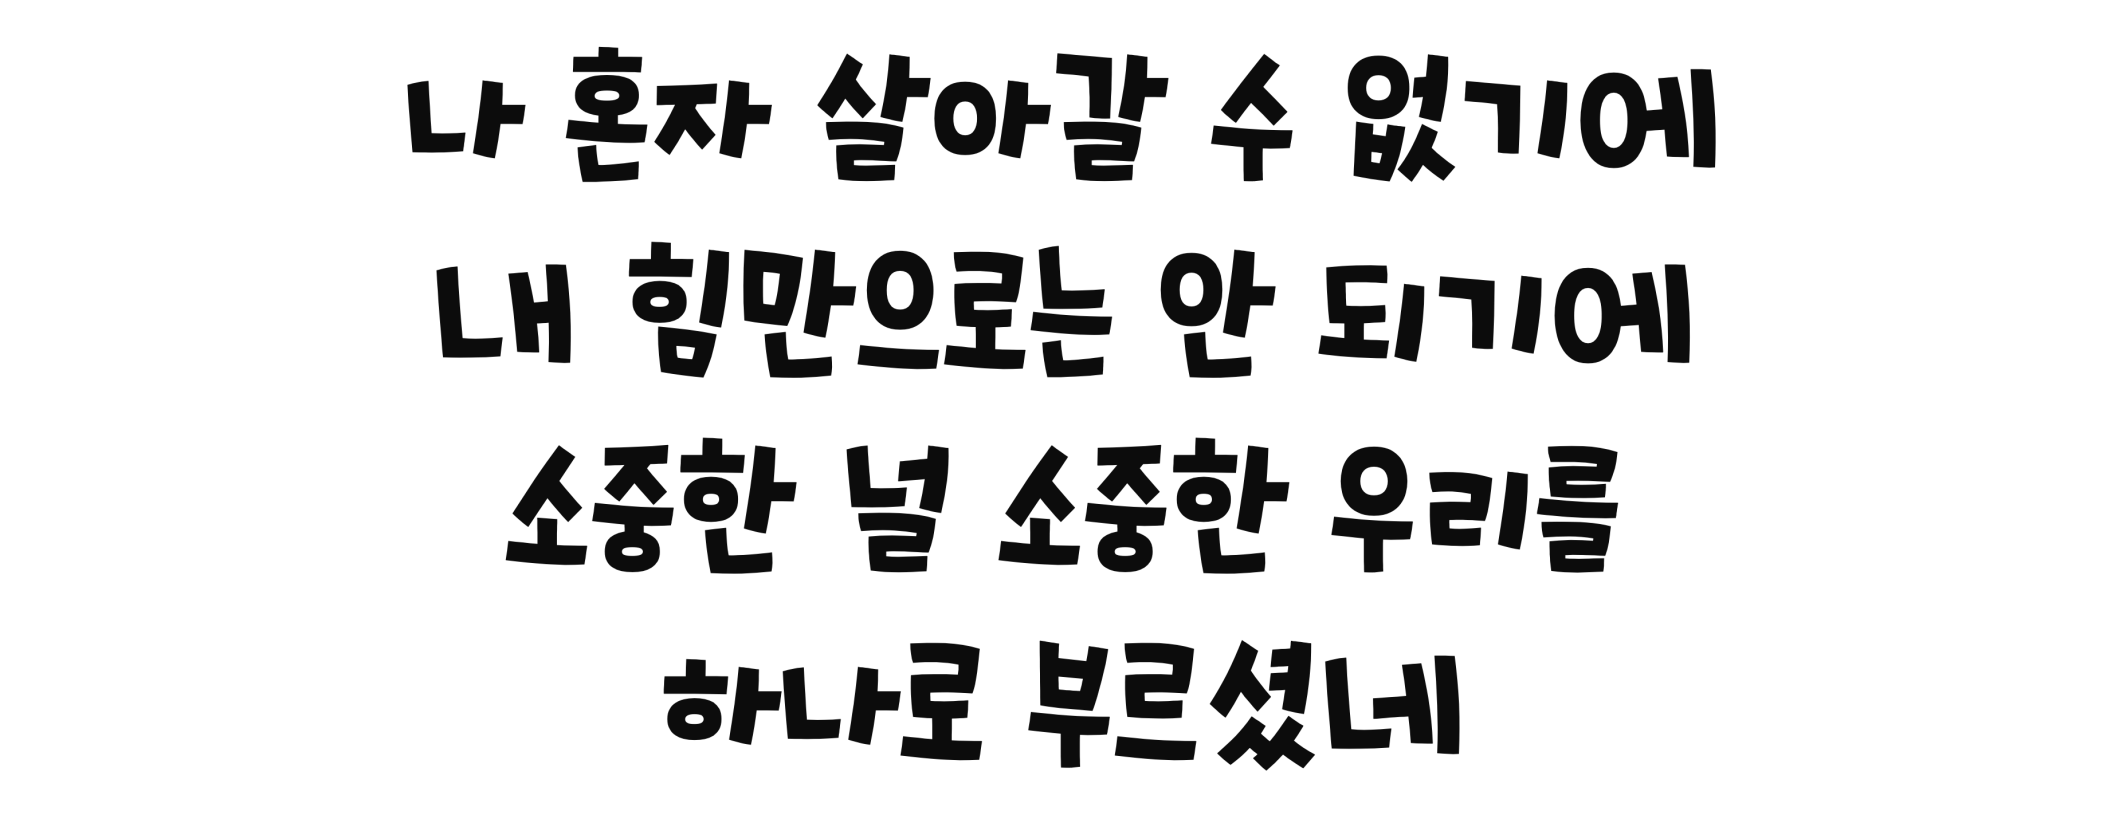 나 혼자 살아갈 수 없기에
내 힘만으로는 안 되기에
소중한 널 소중한 우리를
하나로 부르셨네